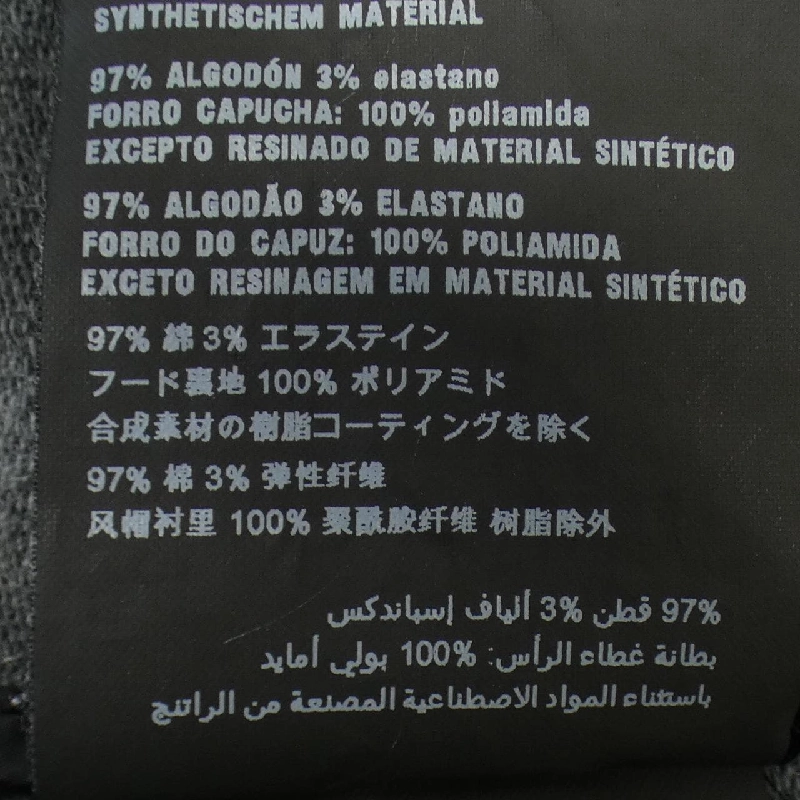 SYNTHETISCHEM MATERIAL
97% ALGODÓN 3% elastano
FORRO CAPUCHA: 100% poliamida
EXCEPTO RESINADO DE MATERIAL SINTÉTICO
97% ALGODÃO 3% ELASTANO
FORRO DO CAPUZ: 100% POLIAMIDA
EXCETO RESINAGEM EM MATERIAL SINTÉTICO
97% 綿 3% エラステイン
フード裏地 100% ポリアミド
合成素材の樹脂コーティングを除く
97% 棉 3% 弹性纤维
风帽衬里 100% 聚酰胺纤维 树脂除外
97% قطن 3% ألياف إسباندكس
بطانة غطاء الرأس: 100% بولي أمايد
باستثناء المواد الاصطناعية المصنعة من الراتنج